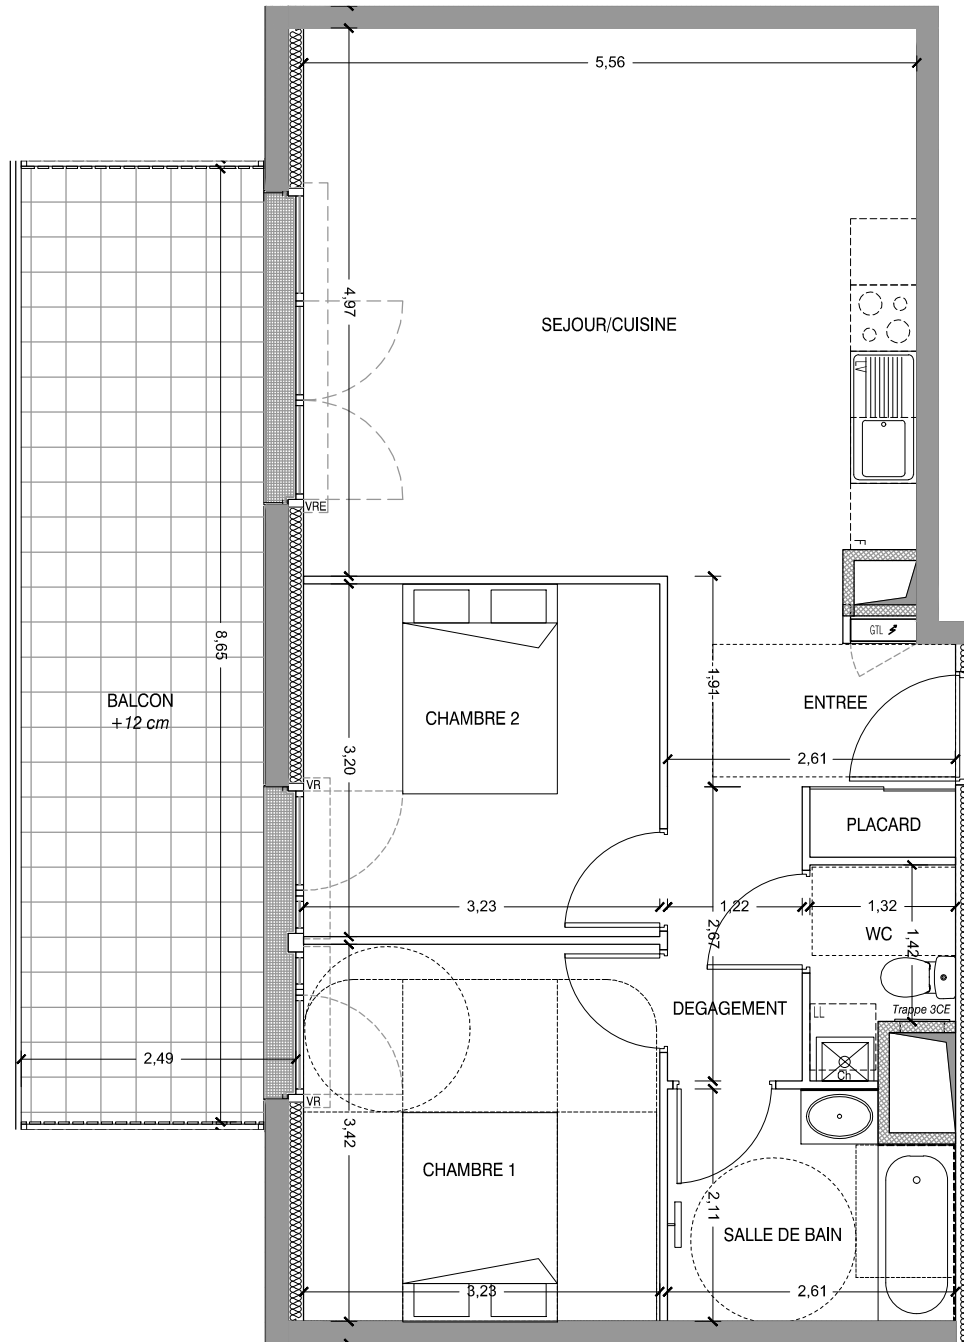 5,56
4,97
SEJOUR/CUISINE
LV
VRE
F
GTL
8,65
BALCON
+12 cm
CHAMBRE 2
1,91
ENTREE
3,20
2,61
VR
PLACARD
3,23
1,22
1,32
2,67
WC
1,42
DEGAGEMENT
Trappe 3CE
LL
2,49
Ch
VR
3,42
CHAMBRE 1
2,11
SALLE DE BAIN
3,23
2,61